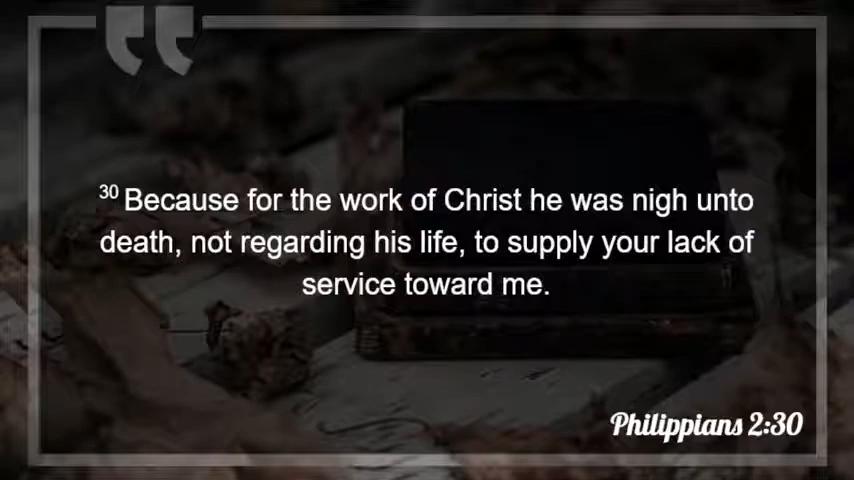 30 Because for the work of Christ he was nigh unto
death, not regarding his life, to supply your lack of
service toward me.
Philippians 2:30